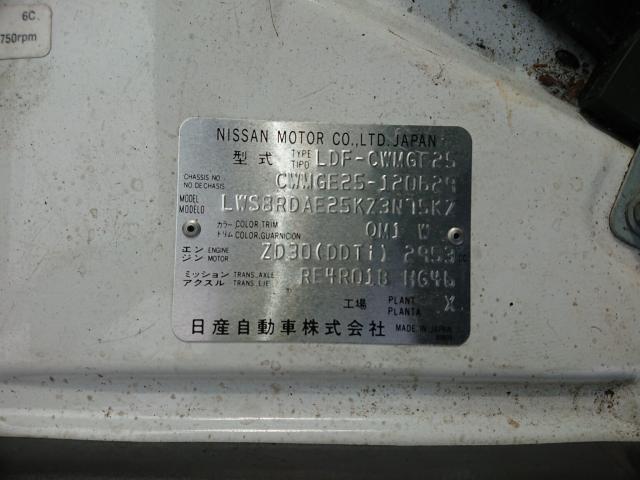 6C.
750rpm
NISSAN MOTOR CO.,LTD.JAPAN
型式 TYPE TIPO LDF-CWMGE25
CHASSIS NO. NO.DECHASIS CWMGE25-120629
MODEL MODELO LWS8RDAE25KZ3N75KZ
カラー COLOR,TRIM トリム COLOR,GUARNICION QM1 W
エンジン ENGINE MOTOR ZD30(DDTi) 2953 CC
ミッション TRANS.,AXLE アクスル TRANS.,EJE RE4R01B HG46
工場 PLANT PLANTA X
日産自動車株式会社 MADE IN JAPAN